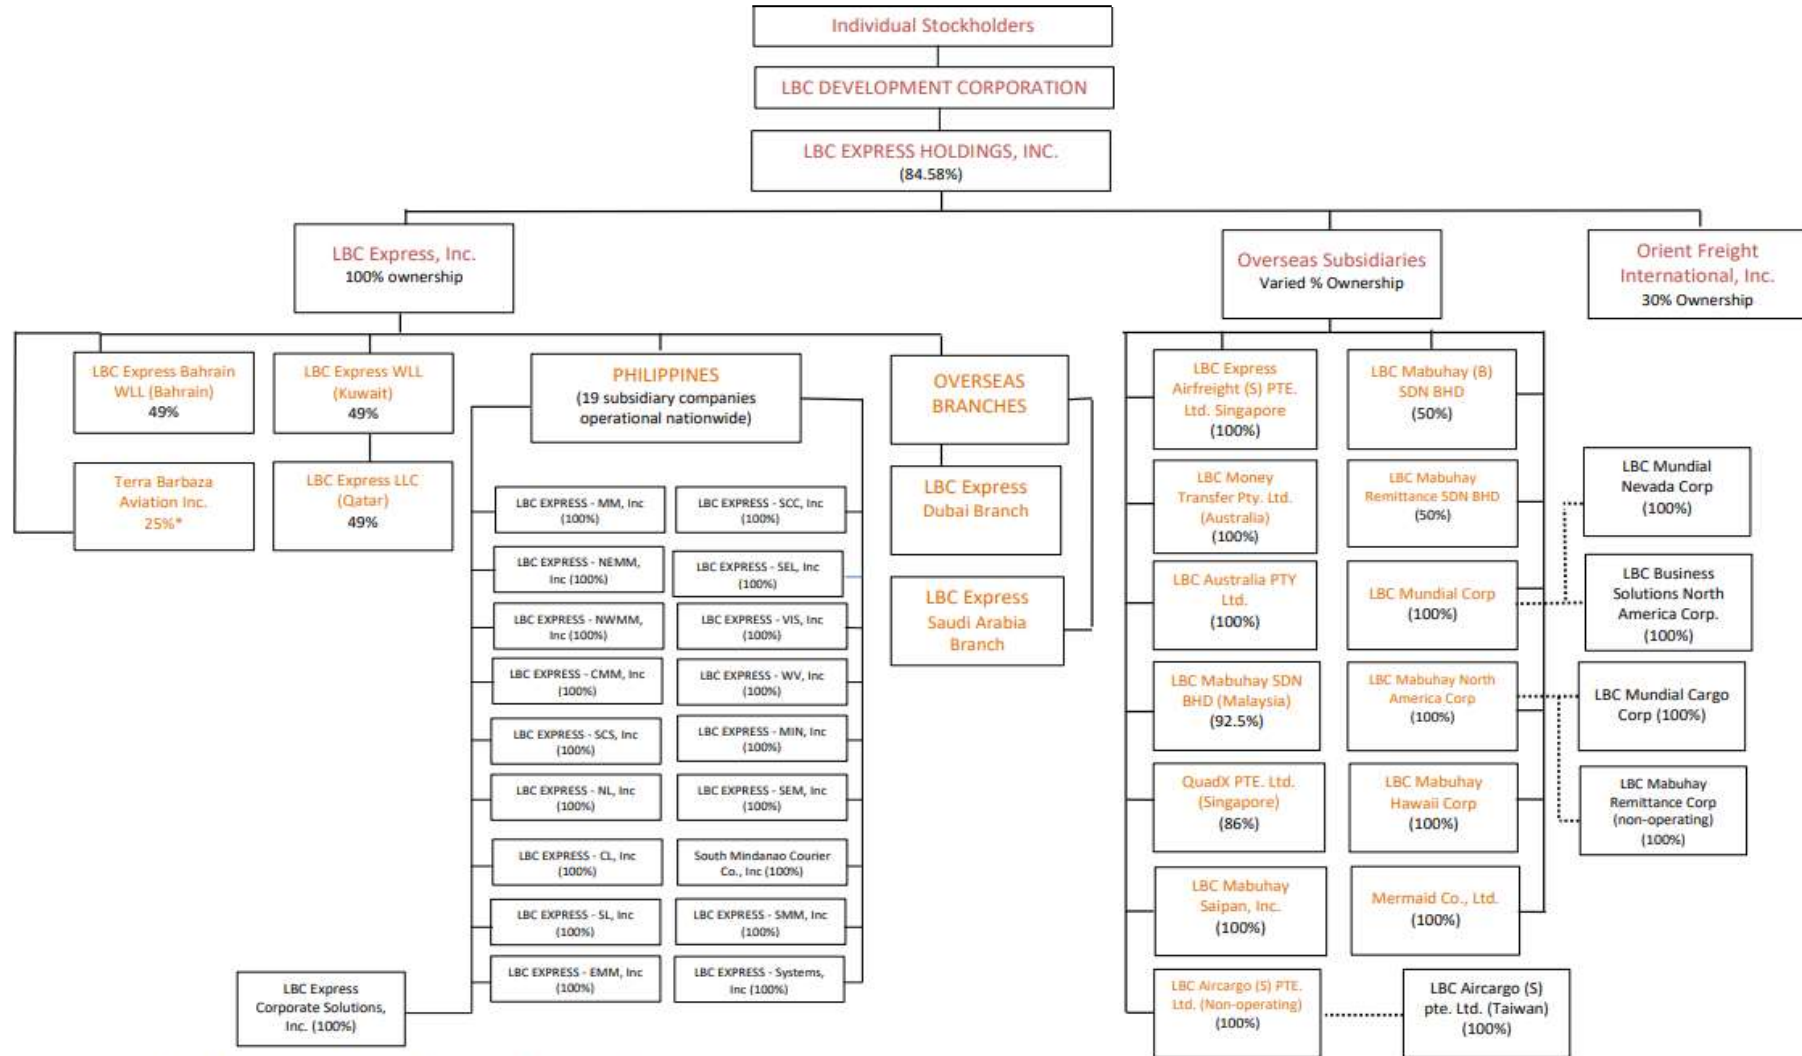 Individual Stockholders
LBC DEVELOPMENT CORPORATION
LBC EXPRESS HOLDINGS, INC.
(84.58%)
LBC Express, Inc.
100% ownership
Overseas Subsidiaries
Varied % Ownership
Orient Freight
International, Inc.
30% Ownership
LBC Express Bahrain
WLL (Bahrain)
49%
LBC Express WLL
(Kuwait)
49%
Terra Barbaza
Aviation Inc.
25%*
LBC Express LLC
(Qatar)
49%
PHILIPPINES
(19 subsidiary companies
operational nationwide)
LBC EXPRESS - MM, Inc
(100%)
LBC EXPRESS - SCC, Inc
(100%)
LBC EXPRESS - NEMM,
Inc (100%)
LBC EXPRESS - SEL, Inc
(100%)
LBC EXPRESS - NWMM,
Inc (100%)
LBC EXPRESS - VIS, Inc
(100%)
LBC EXPRESS - CMM, Inc
(100%)
LBC EXPRESS - WV, Inc
(100%)
LBC EXPRESS - SCS, Inc
(100%)
LBC EXPRESS - MIN, Inc
(100%)
LBC EXPRESS - NL, Inc
(100%)
LBC EXPRESS - SEM, Inc
(100%)
LBC EXPRESS - CL, Inc
(100%)
South Mindanao Courier
Co., Inc (100%)
LBC EXPRESS - SL, Inc
(100%)
LBC EXPRESS - SMM, Inc
(100%)
LBC EXPRESS - EMM, Inc
(100%)
LBC EXPRESS - Systems,
Inc (100%)
LBC Express
Corporate Solutions,
Inc. (100%)
OVERSEAS
BRANCHES
LBC Express
Dubai Branch
LBC Express
Saudi Arabia
Branch
LBC Express
Airfreight (S) PTE.
Ltd. Singapore
(100%)
LBC Mabuhay (B)
SDN BHD
(50%)
LBC Money
Transfer Pty. Ltd.
(Australia)
(100%)
LBC Mabuhay
Remittance SDN BHD
(50%)
LBC Australia PTY
Ltd.
(100%)
LBC Mundial Corp
(100%)
LBC Mabuhay SDN
BHD (Malaysia)
(92.5%)
LBC Mabuhay North
America Corp
(100%)
QuadX PTE. Ltd.
(Singapore)
(86%)
LBC Mabuhay
Hawaii Corp
(100%)
LBC Mabuhay
Saipan, Inc.
(100%)
Mermaid Co., Ltd.
(100%)
LBC Aircargo (S) PTE.
Ltd. (Non-operating)
(100%)
LBC Aircargo (S)
pte. Ltd. (Taiwan)
(100%)
LBC Mundial
Nevada Corp
(100%)
LBC Business
Solutions North
America Corp.
(100%)
LBC Mundial Cargo
Corp (100%)
LBC Mabuhay
Remittance Corp
(non-operating)
(100%)